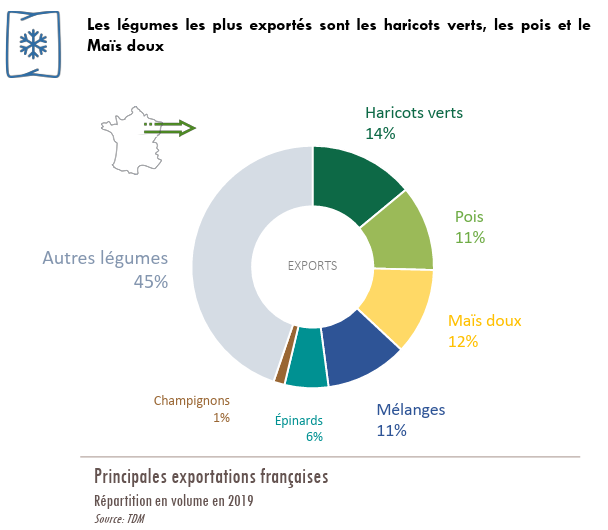 Les légumes les plus exportés sont les haricots verts, les pois et le
Maïs doux
Haricots verts
14%
Pois
11%
Autres légumes
45%
EXPORTS
Maïs doux
12%
Champignons
1%
Épinards
6%
Mélanges
11%
Principales exportations françaises
Répartition en volume en 2019
Source: TDM